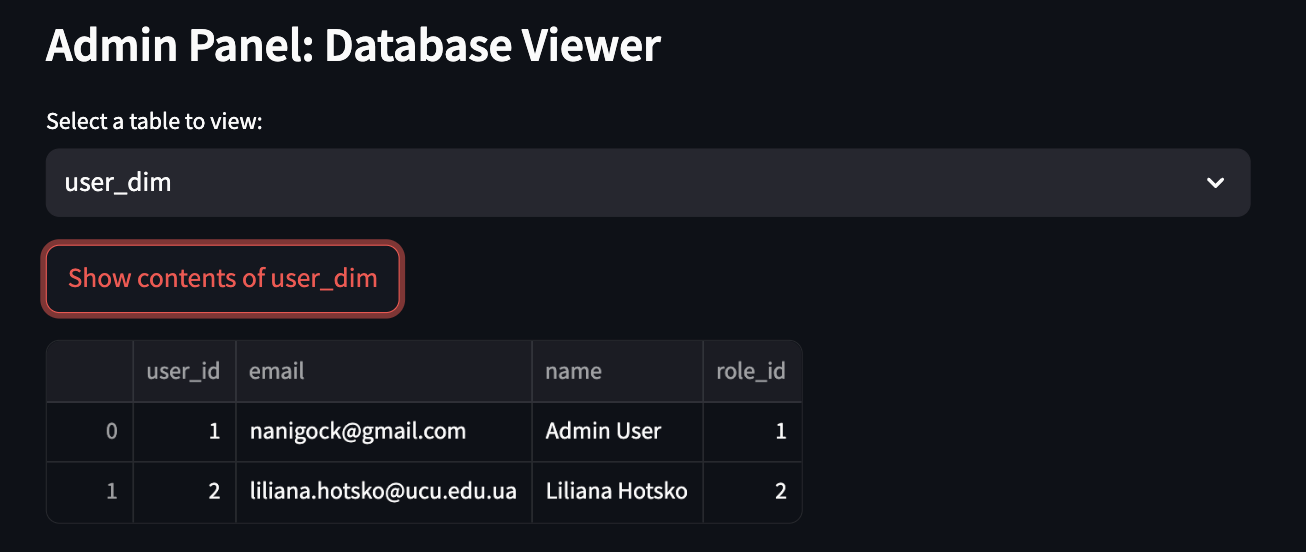 Admin Panel: Database Viewer
Select a table to view:
user_dim
Show contents of user_dim
user_id email name role_id
0 1 nanigock@gmail.com Admin User 1
1 2 liliana.hotsko@ucu.edu.ua Liliana Hotsko 2